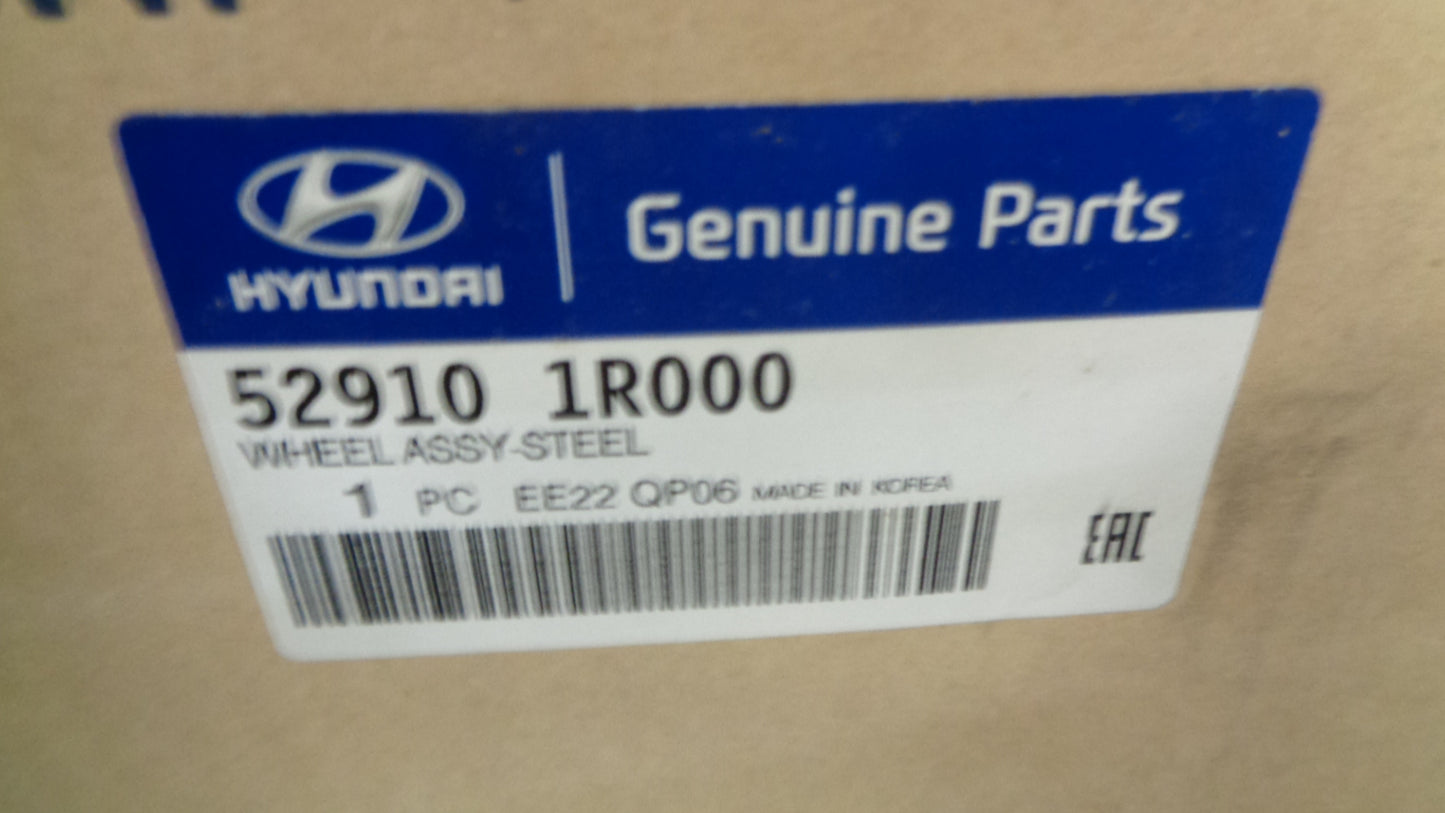 HYUNDAI
Genuine Parts
52910 1R000
WHEEL ASSY-STEEL
1 PC EE22 QP06 MADE IN KOREA
EAC